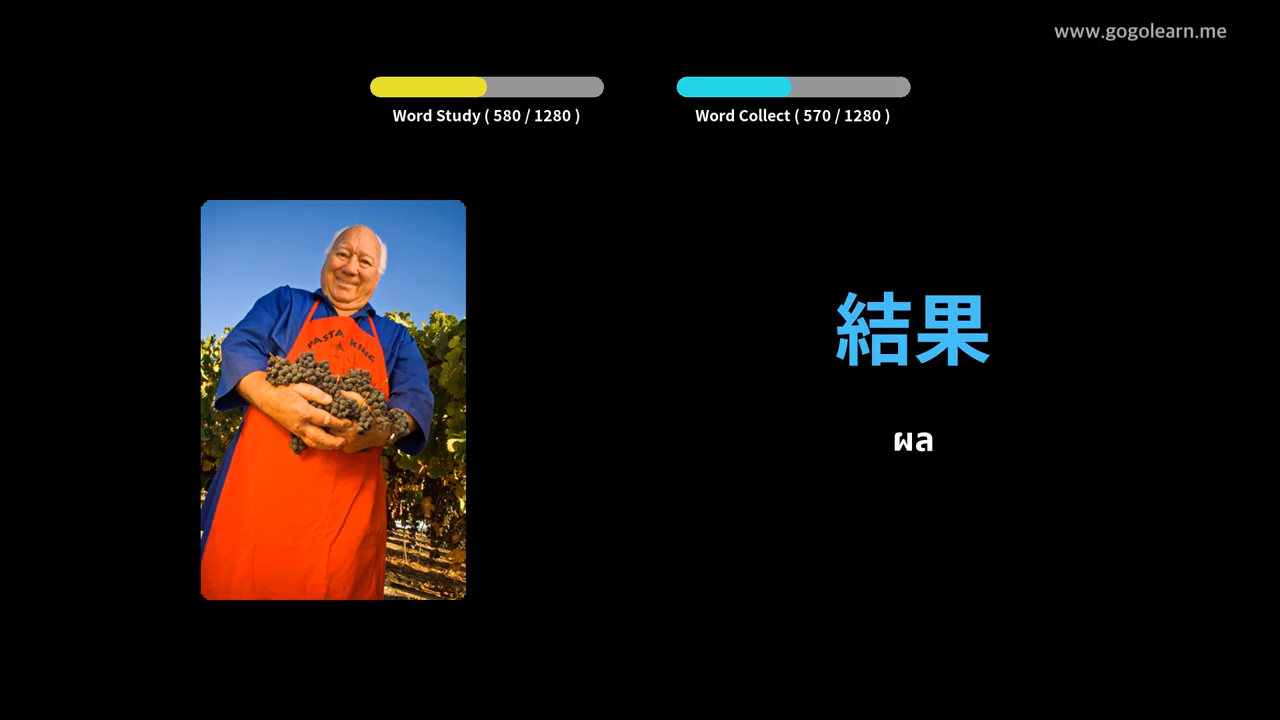 www.gogolearn.me
Word Study ( 580 / 1280 )
Word Collect ( 570 / 1280 )
PASTA KING
結果
ผล